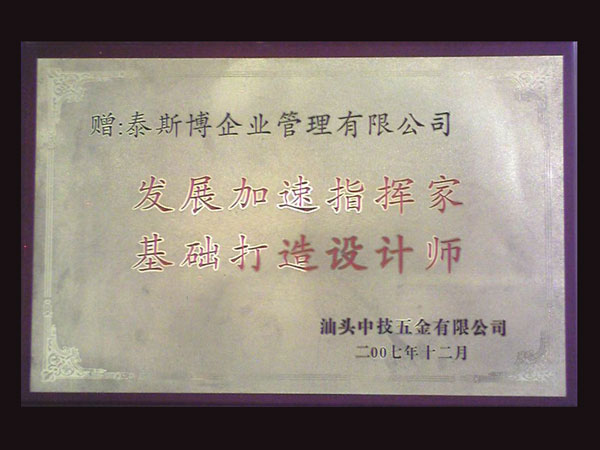 赠:泰斯博企业管理有限公司
发展加速指挥家
基础打造设计师
汕头中技五金有限公司
二00七年十二月